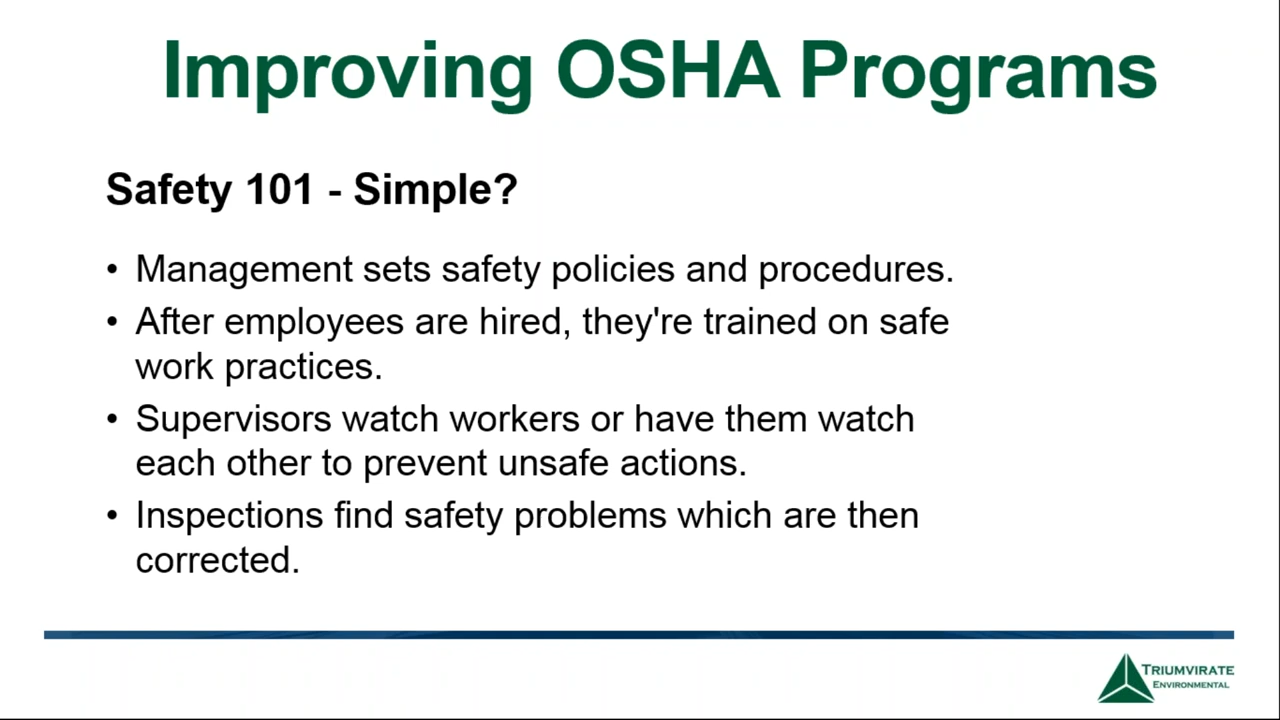 Improving OSHA Programs
Safety 101 - Simple?
• Management sets safety policies and procedures.
• After employees are hired, they're trained on safe
work practices.
• Supervisors watch workers or have them watch
each other to prevent unsafe actions.
• Inspections find safety problems which are then
corrected.
TRIUMVIRATE
ENVIRONMENTAL